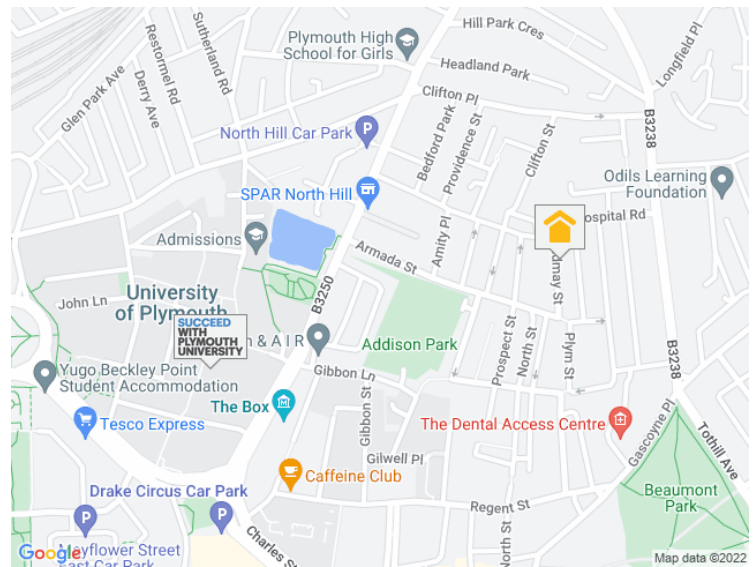 Hill Park Cres
Plymouth High
School for Girls
Longfield Pl
Restormel Rd
Sutherland Rd
Derry Ave
Glen Park Ave
Headland Park
Clifton Pl
B3238
North Hill Car Park
Bedford Park
Providence St
Clifton St
SPAR North Hill
Odils Learning
Foundation
ospital Rd
Admissions
Armada St
Amity Pl
B3250
John Ln
University
of Plymouth
SUCCEED
WITH
PLYMOUTH
UNIVERSITY
n & AIR
Addison Park
Prospect St
North St
Plym St
B3238
Yugo Beckley Point
Student Accommodation
Gibbon Ln
Gibbon St
The Box
Tesco Express
The Dental Access Centre
Gascoyne Pl
Tothill Ave
Gilwell Pl
Caffeine Club
Drake Circus Car Park
Regent St
Beaumont
Park
Mayflower Street
East Car Park
Charles St
North St
Google
Map data ©2022